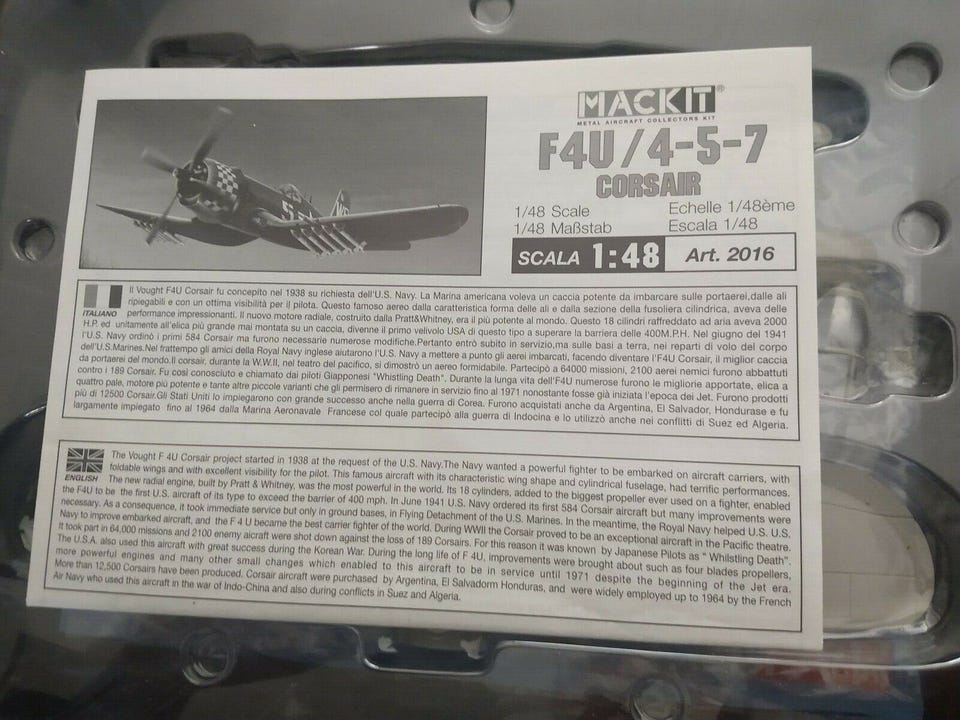 MACKIT®
METAL AIRCRAFT COLLECTORS KIT
F4U/4-5-7
CORSAIR
1/48 Scale Echelle 1/48ème
1/48 Maßstab Escala 1/48
SCALA 1:48 Art. 2016
ITALIANO
Il Vought F4U Corsair fu concepito nel 1938 su richiesta dell'U.S. Navy. La Marina americana voleva un caccia potente da imbarcare sulle portaerei,dalle ali
ripiegabili e con un ottima visibilità per il pilota. Questo famoso aereo dalla caratteristica forma delle ali e dalla sezione della fusoliera cilindrica, aveva delle
performance impressionanti. Il nuovo motore radiale, costruito dalla Pratt&Whitney, era il più potente al mondo. Questo 18 cilindri raffreddato ad aria aveva 2000
H.P. ed unitamente all'elica più grande mai montata su un caccia, divenne il primo velivolo USA di questo tipo a superare la barriera delle 400M.P.H. Nel giugno del 1941
l'U.S. Navy ordinò i primi 584 Corsair ma furono necessarie numerose modifiche.Pertanto entrò subito in servizio,ma sulle basi a terra, nei reparti di volo del corpo
dell'U.S.Marines.Nel frattempo gli amici della Royal Navy inglese aiutarono l'U.S. Navy a mettere a punto gli aerei imbarcati, facendo diventare l'F4U Corsair, il miglior caccia
da portaerei del mondo.Il corsair, durante la W.W.II, nel teatro del pacifico, si dimostrò un aereo formidabile. Partecipò a 64000 missioni, 2100 aerei nemici furono abbattuti
contro i 189 Corsair. Fu così conosciuto e chiamato dai piloti Giapponesi "Whistling Death". Durante la lunga vita dell'F4U numerose furono le migliorie apportate, elica a
quattro pale, motore più potente e tante altre piccole varianti che gli permisero di rimanere in servizio fino al 1971 nonostante fosse già iniziata l'epoca dei Jet. Furono prodotti
più di 12500 Corsair.Gli Stati Uniti lo impiegarono con grande successo anche nella guerra di Corea. Furono acquistati anche da Argentina, El Salvador, Hondurase e fu
largamente impiegato fino al 1964 dalla Marina Aeronavale Francese col quale partecipò alla guerra di Indocina e lo utilizzò anche nei conflitti di Suez ed Algeria.
ENGLISH
The Vought F 4U Corsair project started in 1938 at the request of the U.S. Navy.The Navy wanted a powerful fighter to be embarked on aircraft carriers, with
foldable wings and with excellent visibility for the pilot. This famous aircraft with its characteristic wing shape and cylindrical fuselage, had terrific performances.
The new radial engine, built by Pratt & Whitney, was the most powerful in the world. Its 18 cylinders, added to the biggest propeller ever used on a fighter, enabled
the F4U to be the first U.S. aircraft of its type to exceed the barrier of 400 mph. In June 1941 U.S. Navy ordered its first 584 Corsair aircraft but many improvements were
necessary. As a consequence, it took immediate service but only in ground bases, in Flying Detachment of the U.S. Marines. In the meantime, the Royal Navy helped U.S. U.S.
Navy to improve embarked aircraft, and the F 4 U became the best carrier fighter of the world. During WWII the Corsair proved to be an exceptional aircraft in the Pacific theatre.
It took part in 64,000 missions and 2100 enemy aicraft were shot down against the loss of 189 Corsairs. For this reason it was known by Japanese Pilots as " Whistling Death".
The U.S.A. also used this aircraft with great success during the Korean War. During the long life of F 4U, improvements were brought about such as four blades propellers,
more powerful engines and many other small changes which enabled to this aircraft to be in service until 1971 despite the beginning of the Jet era.
More than 12,500 Corsairs have been produced. Corsair aircraft were purchased by Argentina, El Salvadorm Honduras, and were widely employed up to 1964 by the French
Air Navy who used this aircraft in the war of Indo-China and also during conflicts in Suez and Algeria.